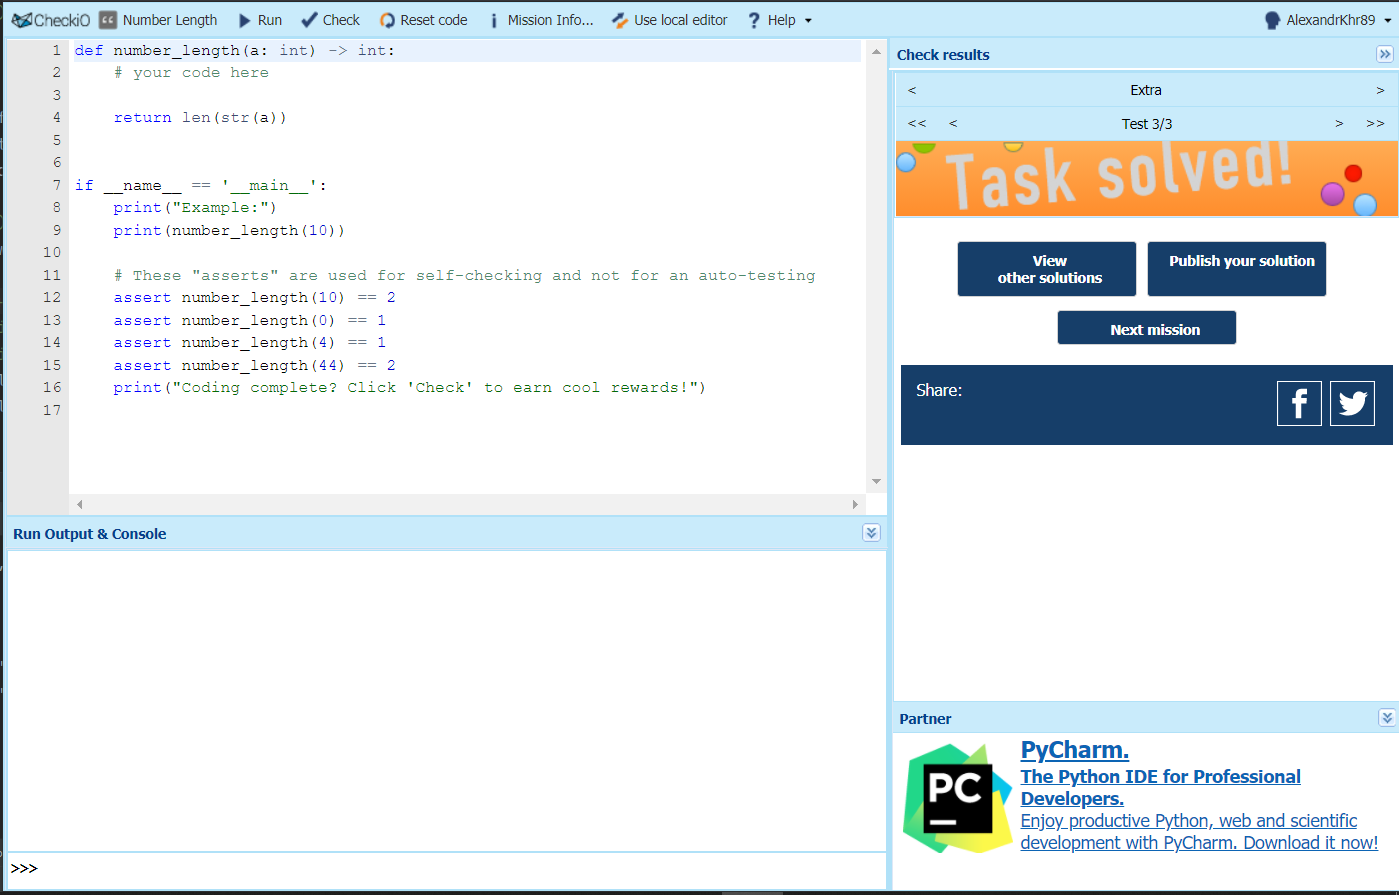 CheckiO Number Length Run Check Reset code Mission Info... Use local editor ? Help AlexandrKhr89
1 def number_length(a: int) -> int:
2     # your code here
3
4     return len(str(a))
5
6
7 if __name__ == '__main__':
8     print("Example:")
9     print(number_length(10))
10
11     # These "asserts" are used for self-checking and not for an auto-testing
12     assert number_length(10) == 2
13     assert number_length(0) == 1
14     assert number_length(4) == 1
15     assert number_length(44) == 2
16     print("Coding complete? Click 'Check' to earn cool rewards!")
17
Run Output & Console
>>>
Check results
< Extra >
<< < Test 3/3 > >>
Task solved!
View
other solutions
Publish your solution
Next mission
Share:
Partner
PC
PyCharm.
The Python IDE for Professional
Developers.
Enjoy productive Python, web and scientific
development with PyCharm. Download it now!